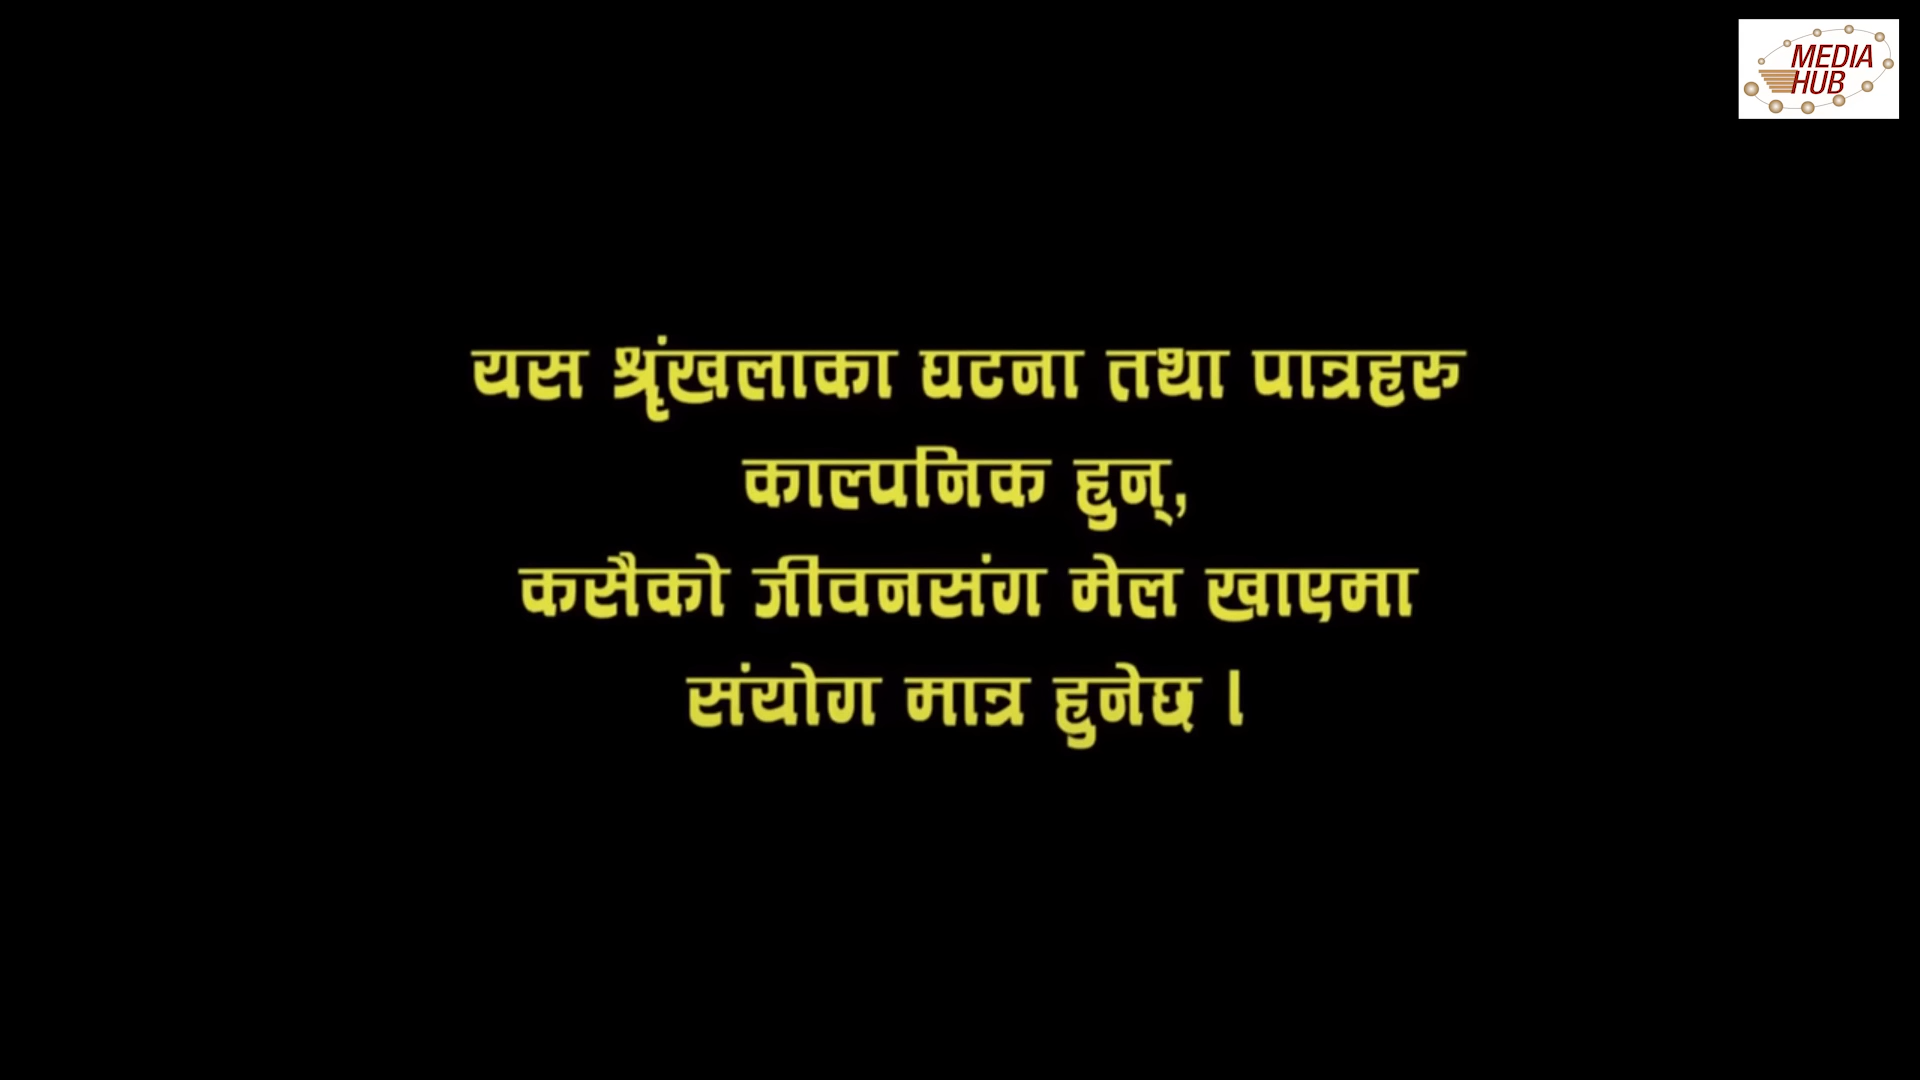 MEDIA
HUB
यस श्रृंखलाका घटना तथा पात्रहरु
काल्पनिक हुन्,
कसैको जीवनसंग मेल खाएमा
संयोग मात्र हुनेछ ।